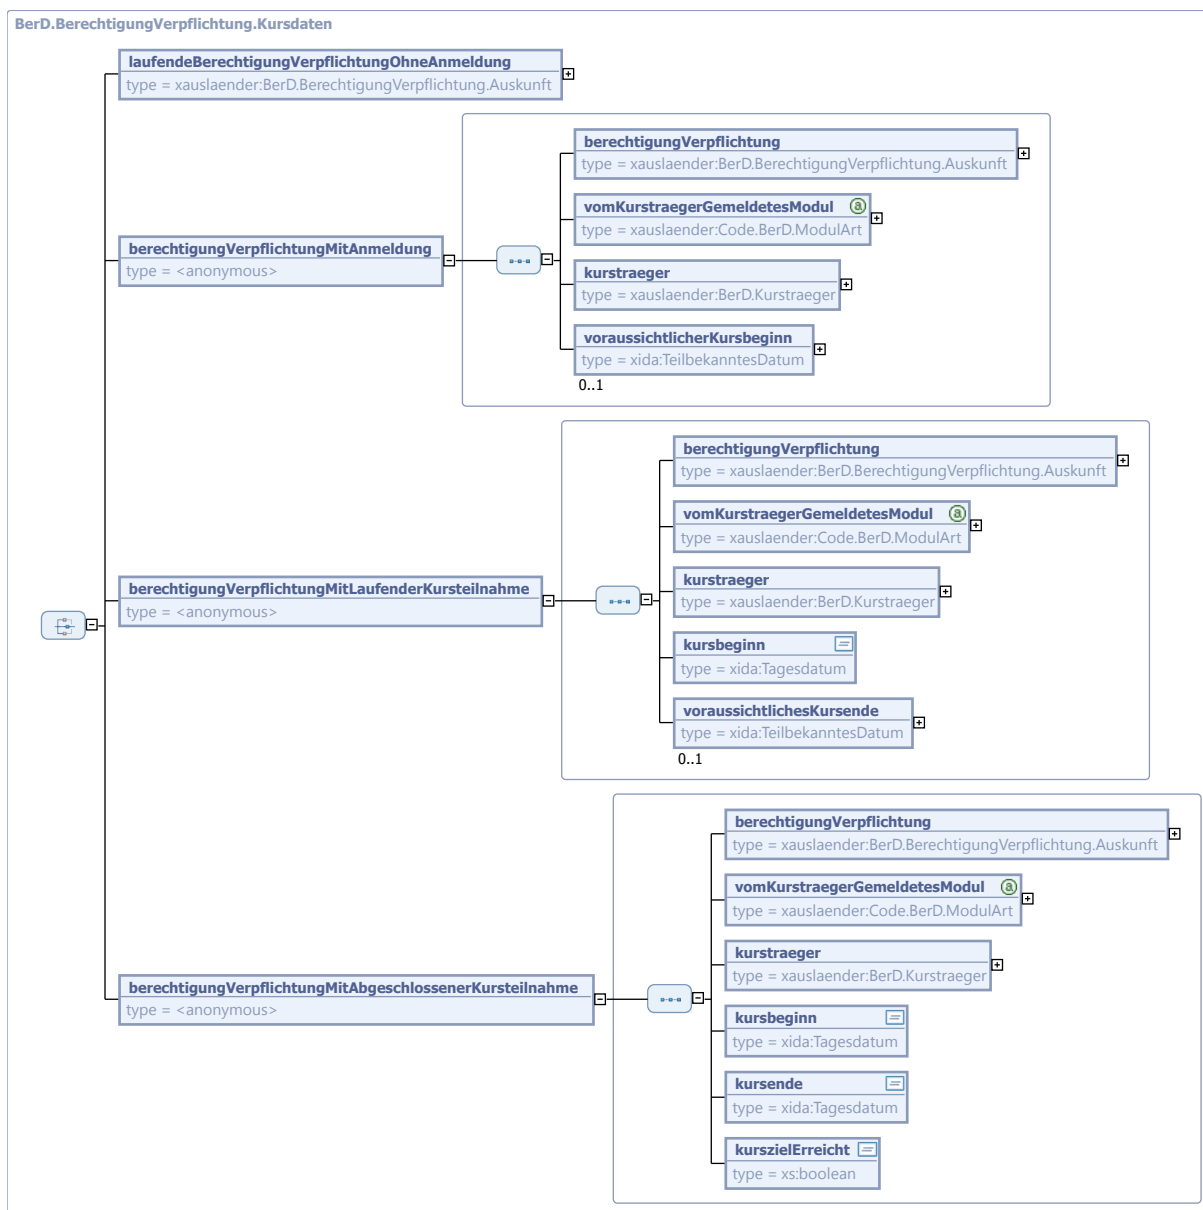 BerD.BerechtigungVerpflichtung.Kursdaten
laufendeBerechtigungVerpflichtungOhneAnmeldung
type = xauslaender:BerD.BerechtigungVerpflichtung.Auskunft
berechtigungVerpflichtungMitAnmeldung
type = <anonymous>
berechtigungVerpflichtung
type = xauslaender:BerD.BerechtigungVerpflichtung.Auskunft
vomKurstraegerGemeldetesModul
type = xauslaender:Code.BerD.ModulArt
kurstraeger
type = xauslaender:BerD.Kurstraeger
voraussichtlicherKursbeginn
type = xida:TeilbekanntesDatum
0..1
berechtigungVerpflichtungMitLaufenderKursteilnahme
type = <anonymous>
berechtigungVerpflichtung
type = xauslaender:BerD.BerechtigungVerpflichtung.Auskunft
vomKurstraegerGemeldetesModul
type = xauslaender:Code.BerD.ModulArt
kurstraeger
type = xauslaender:BerD.Kurstraeger
kursbeginn
type = xida:Tagesdatum
voraussichtlichesKursende
type = xida:TeilbekanntesDatum
0..1
berechtigungVerpflichtungMitAbgeschlossenerKursteilnahme
type = <anonymous>
berechtigungVerpflichtung
type = xauslaender:BerD.BerechtigungVerpflichtung.Auskunft
vomKurstraegerGemeldetesModul
type = xauslaender:Code.BerD.ModulArt
kurstraeger
type = xauslaender:BerD.Kurstraeger
kursbeginn
type = xida:Tagesdatum
kursende
type = xida:Tagesdatum
kurszielErreicht
type = xs:boolean